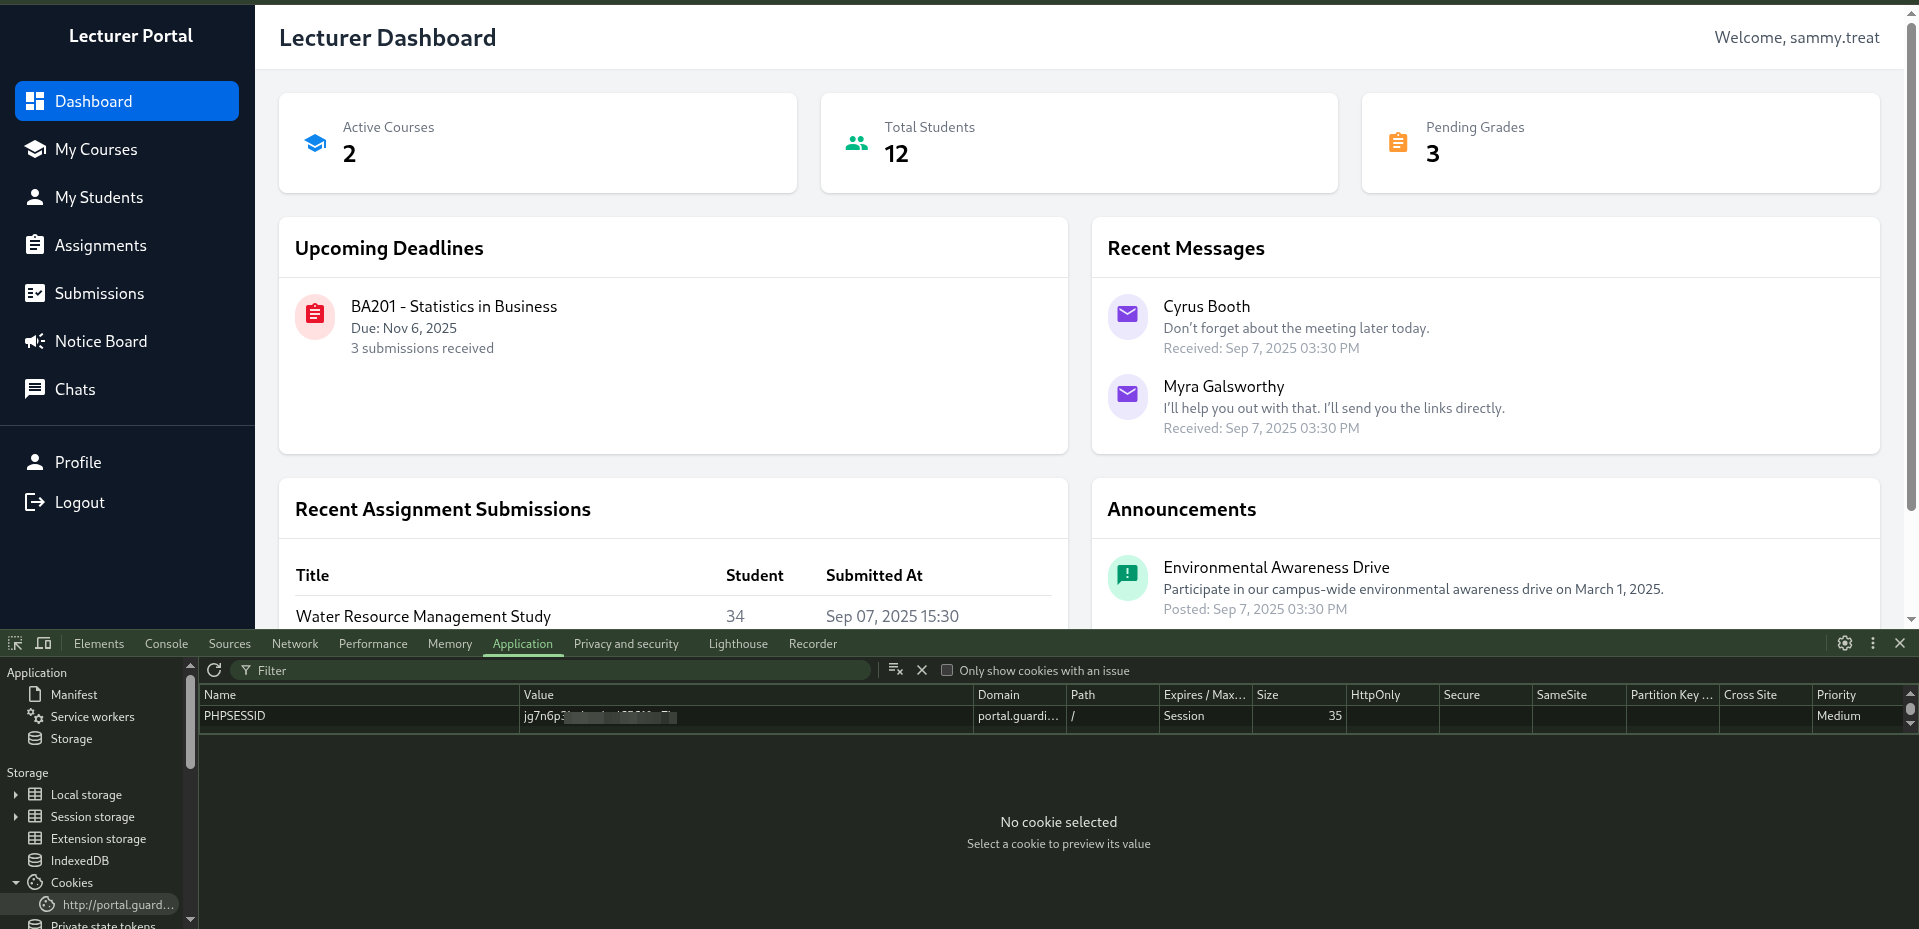 Lecturer Portal
Dashboard
My Courses
My Students
Assignments
Submissions
Notice Board
Chats
Profile
Logout
Lecturer Dashboard
Welcome, sammy.treat
Active Courses
2
Total Students
12
Pending Grades
3
Upcoming Deadlines
BA201 - Statistics in Business
Due: Nov 6, 2025
3 submissions received
Recent Messages
Cyrus Booth
Don’t forget about the meeting later today.
Received: Sep 7, 2025 03:30 PM
Myra Galsworthy
I’ll help you out with that. I’ll send you the links directly.
Received: Sep 7, 2025 03:30 PM
Recent Assignment Submissions
Title Student Submitted At
Water Resource Management Study 34 Sep 07, 2025 15:30
Announcements
Environmental Awareness Drive
Participate in our campus-wide environmental awareness drive on March 1, 2025.
Posted: Sep 7, 2025 03:30 PM
Elements Console Sources Network Performance Memory Application Privacy and security Lighthouse Recorder
Application
Manifest
Service workers
Storage
Storage
Local storage
Session storage
Extension storage
IndexedDB
Cookies
http://portal.guard...
Private state tokens
Filter
Only show cookies with an issue
Name Value Domain Path Expires / Max... Size HttpOnly Secure SameSite Partition Key ... Cross Site Priority
PHPSESSID jg7n6p portal.guardi... / Session 35 Medium
No cookie selected
Select a cookie to preview its value